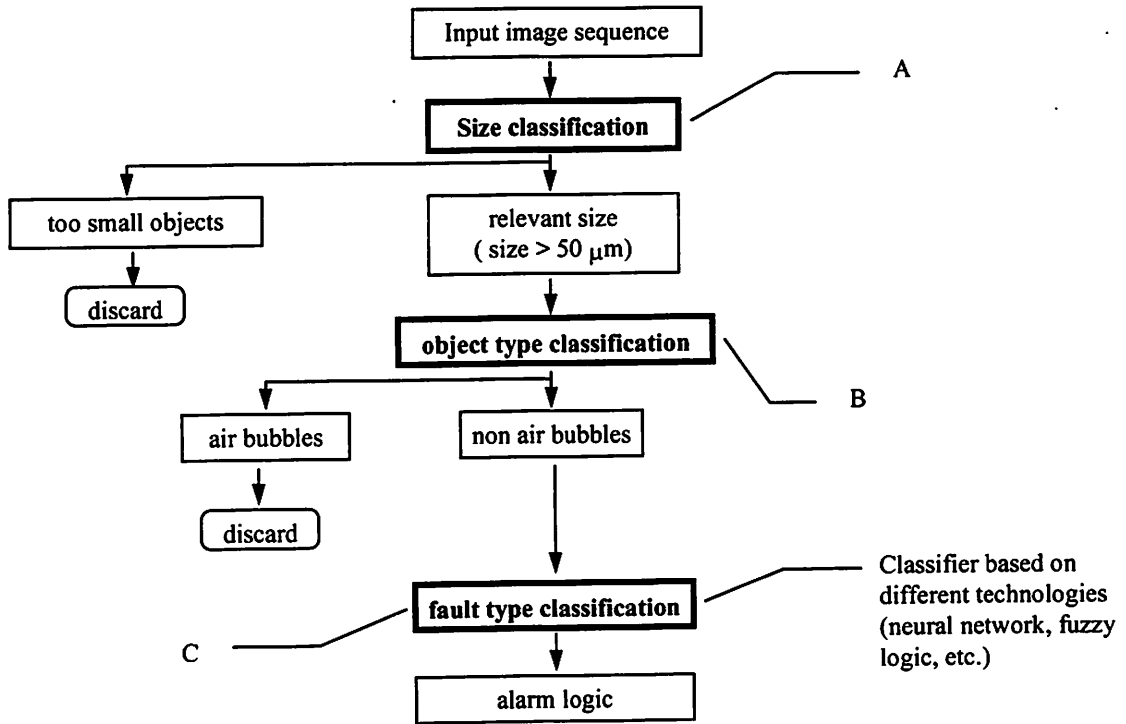 Input image sequence
A
Size classification
too small objects
relevant size
( size > 50 μm)
discard
object type classification
B
air bubbles
non air bubbles
discard
Classifier based on
different technologies
(neural network, fuzzy
logic, etc.)
fault type classification
C
alarm logic